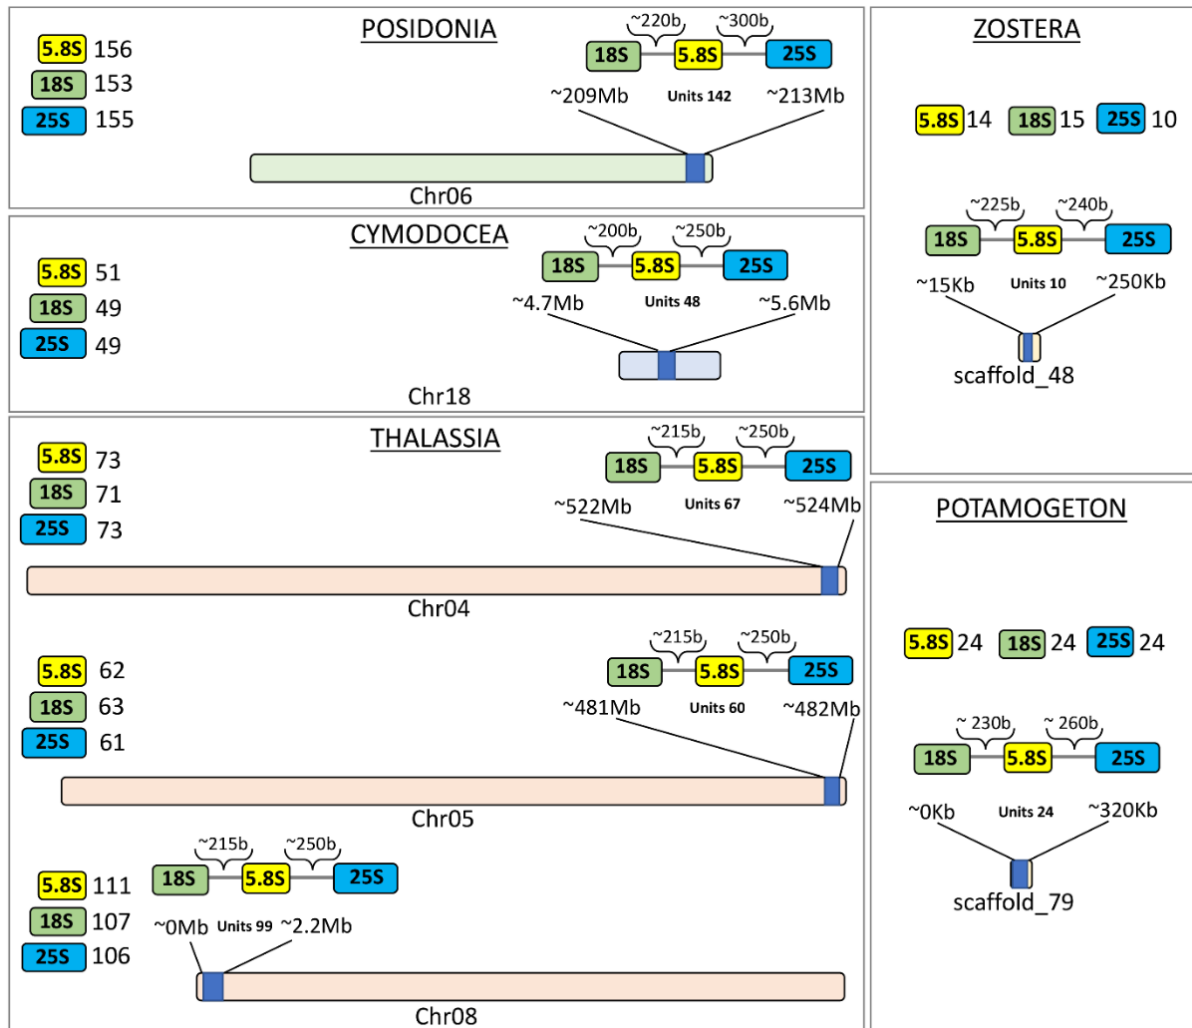 POSIDONIA
5.8S 156
18S 153
25S 155
~220b ~300b
18S 5.8S 25S
~209Mb Units 142 ~213Mb
Chr06
CYMODOCEA
5.8S 51
18S 49
25S 49
~200b ~250b
18S 5.8S 25S
~4.7Mb Units 48 ~5.6Mb
Chr18
THALASSIA
5.8S 73
18S 71
25S 73
~215b ~250b
18S 5.8S 25S
~522Mb Units 67 ~524Mb
Chr04
5.8S 62
18S 63
25S 61
~215b ~250b
18S 5.8S 25S
~481Mb Units 60 ~482Mb
Chr05
5.8S 111
18S 107
25S 106
~215b ~250b
18S 5.8S 25S
~0Mb Units 99 ~2.2Mb
Chr08
ZOSTERA
5.8S 14 18S 15 25S 10
~225b ~240b
18S 5.8S 25S
~15Kb Units 10 ~250Kb
scaffold_48
POTAMOGETON
5.8S 24 18S 24 25S 24
~ 230b ~ 260b
18S 5.8S 25S
~0Kb Units 24 ~320Kb
scaffold_79